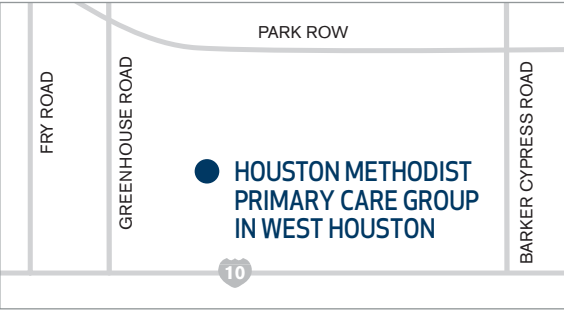 PARK ROW
FRY ROAD
GREENHOUSE ROAD
BARKER CYPRESS ROAD
HOUSTON METHODIST
PRIMARY CARE GROUP
IN WEST HOUSTON
10